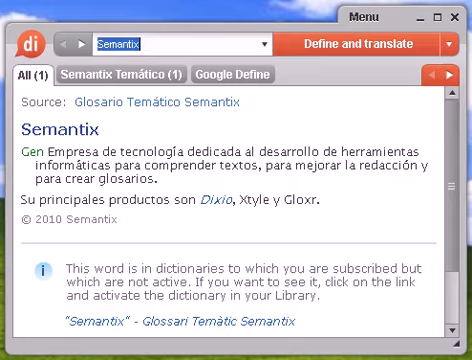 Menu
di
Semantix
Define and translate
All (1)
Semantix Temático (1)
Google Define
Source: Glosario Temático Semantix
Semantix
Gen Empresa de tecnología dedicada al desarrollo de herramientas
informáticas para comprender textos, para mejorar la redacción y
para crear glosarios.
Su principales productos son Dixio, Xtyle y Gloxr.
© 2010 Semantix
i
This word is in dictionaries to which you are subscribed but
which are not active. If you want to see it, click on the link
and activate the dictionary in your Library.
"Semantix" - Glossari Temàtic Semantix